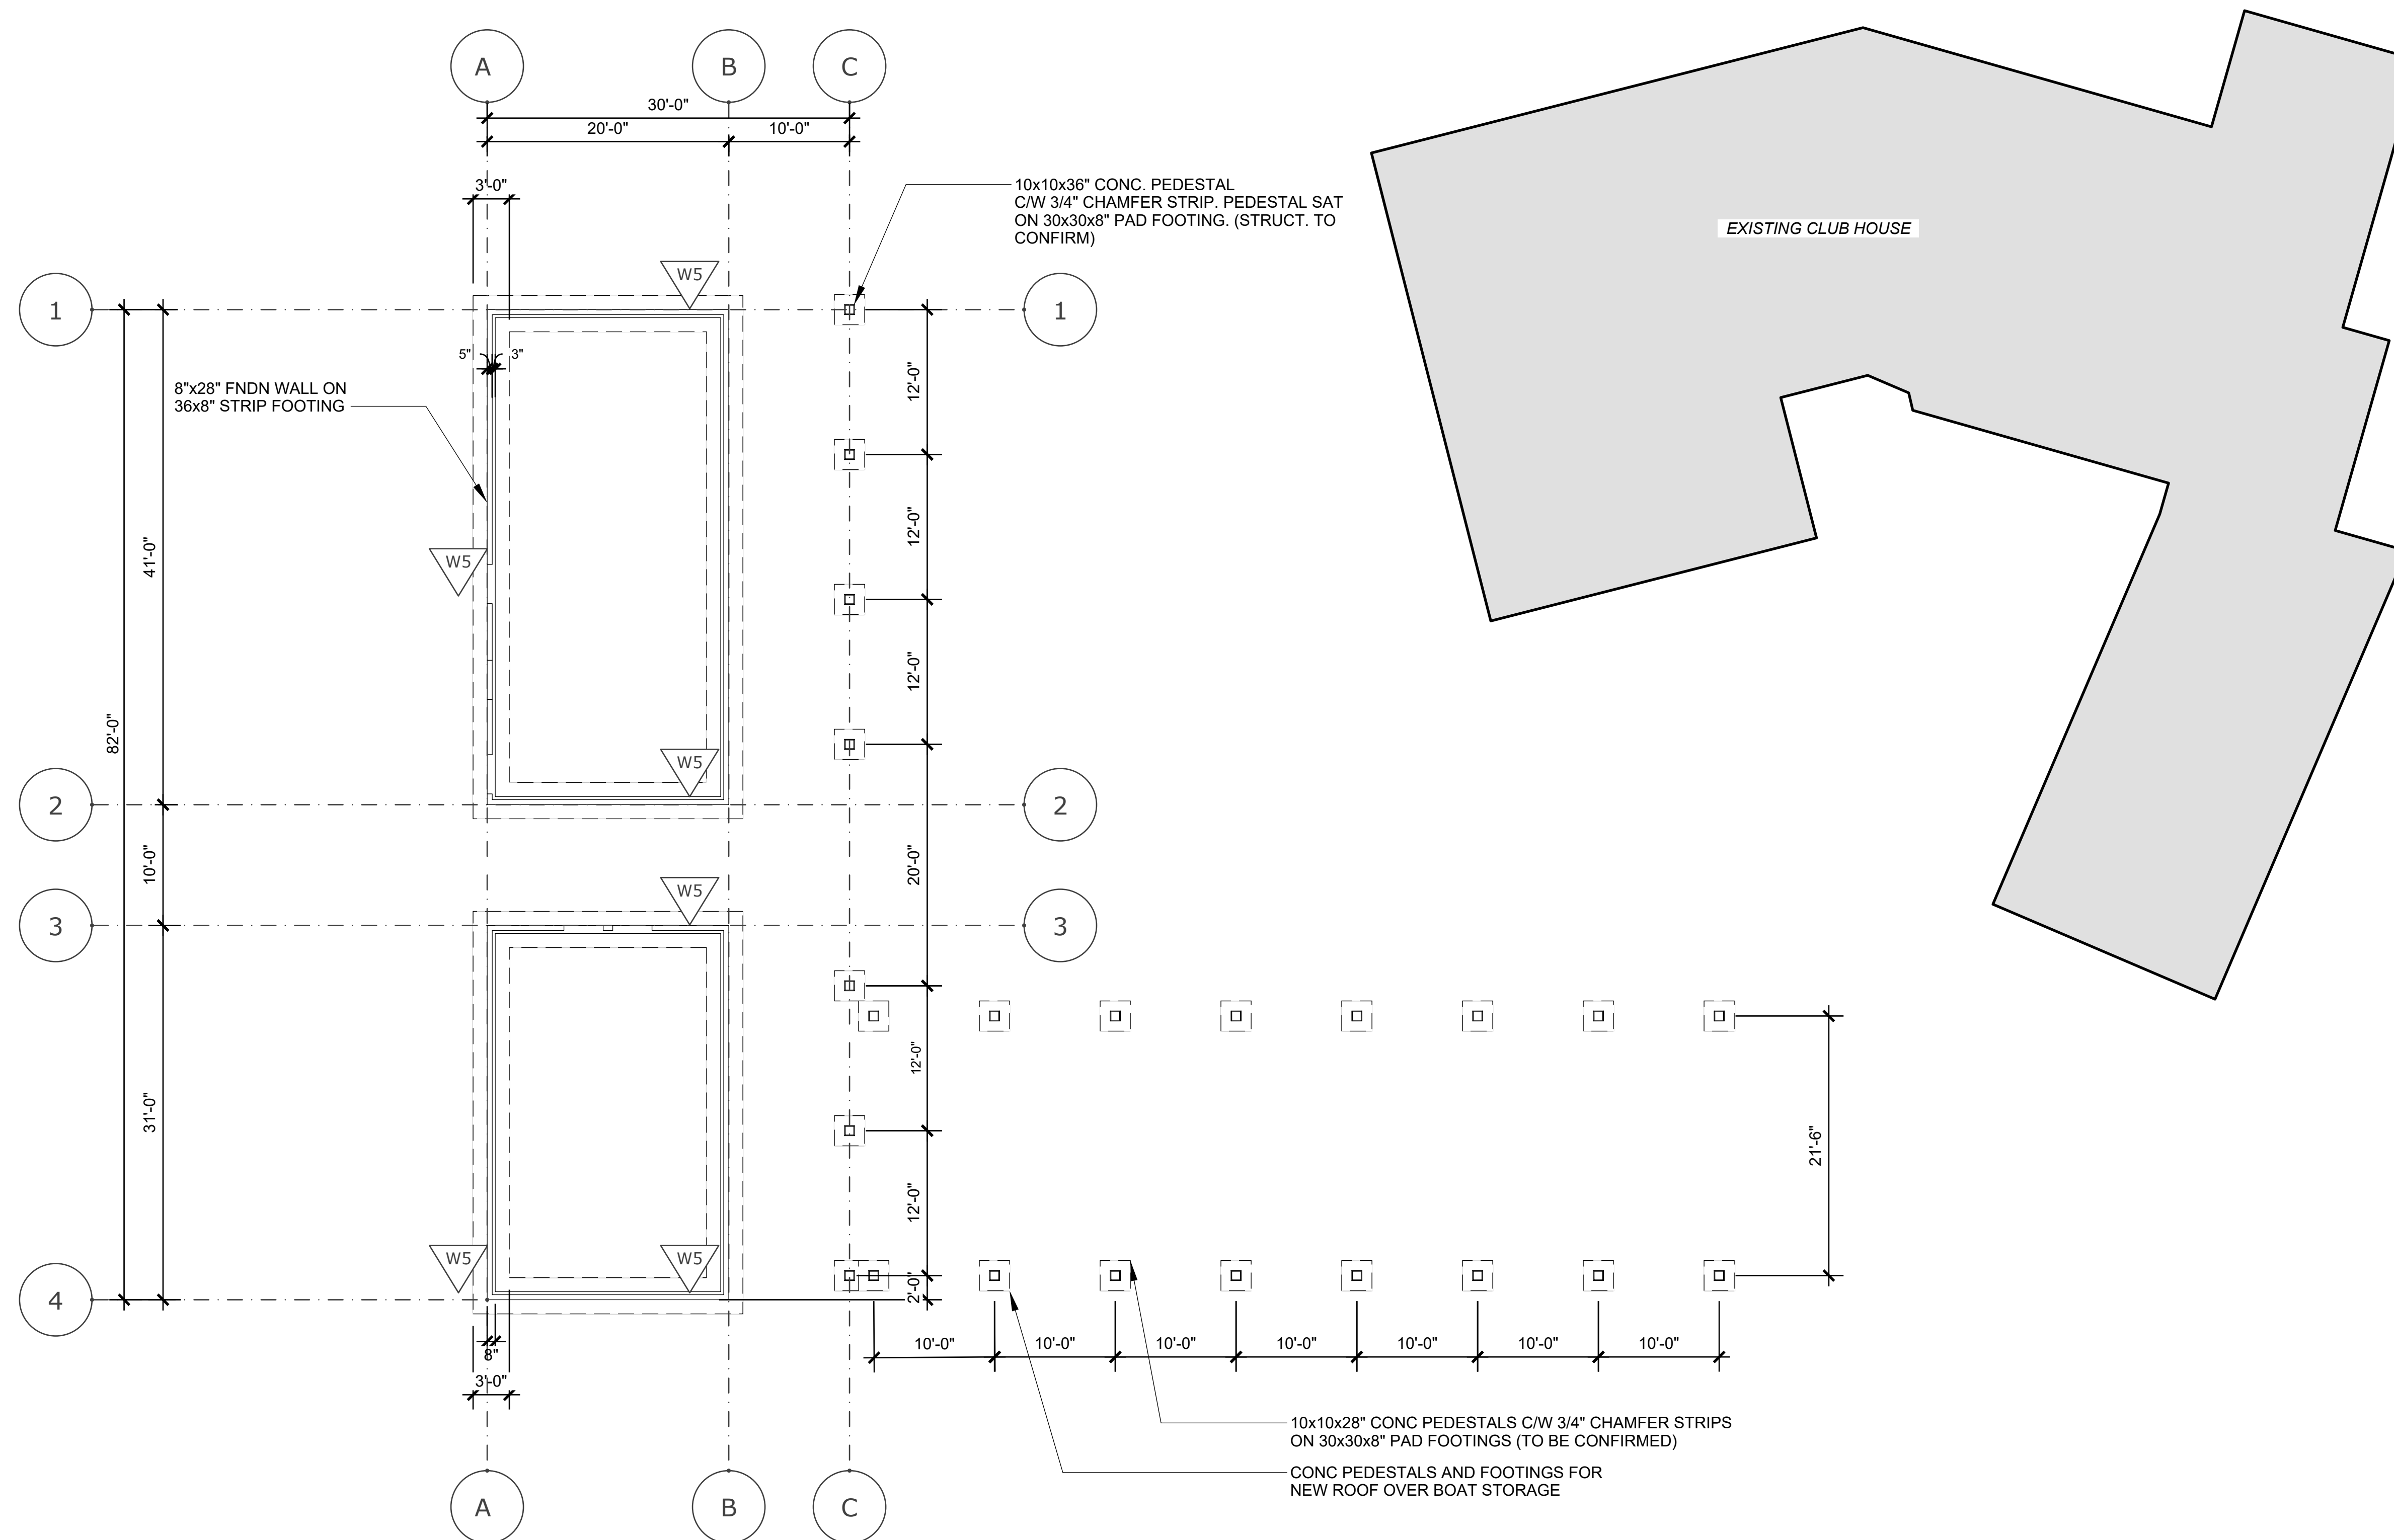 A
B
C
30'-0"
20'-0"
10'-0"
3'-0"
10x10x36" CONC. PEDESTAL
C/W 3/4" CHAMFER STRIP. PEDESTAL SAT
ON 30x30x8" PAD FOOTING. (STRUCT. TO
CONFIRM)
EXISTING CLUB HOUSE
W5
1
1
5"
3"
12'-0"
8"x28" FNDN WALL ON
36x8" STRIP FOOTING
41'-0"
12'-0"
W5
12'-0"
82'-0"
W5
2
2
10'-0"
20'-0"
W5
3
3
12'-0"
31'-0"
21'-6"
12'-0"
W5
W5
2'-0"
4
8"
3'-0"
10'-0"
10'-0"
10'-0"
10'-0"
10'-0"
10'-0"
10'-0"
10x10x28" CONC PEDESTALS C/W 3/4" CHAMFER STRIPS
ON 30x30x8" PAD FOOTINGS (TO BE CONFIRMED)
CONC PEDESTALS AND FOOTINGS FOR
NEW ROOF OVER BOAT STORAGE
A
B
C